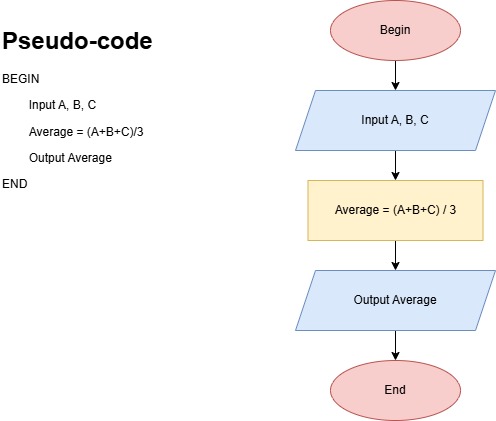 Pseudo-code
BEGIN
Input A, B, C
Average = (A+B+C)/3
Output Average
END
Begin
Input A, B, C
Average = (A+B+C) / 3
Output Average
End